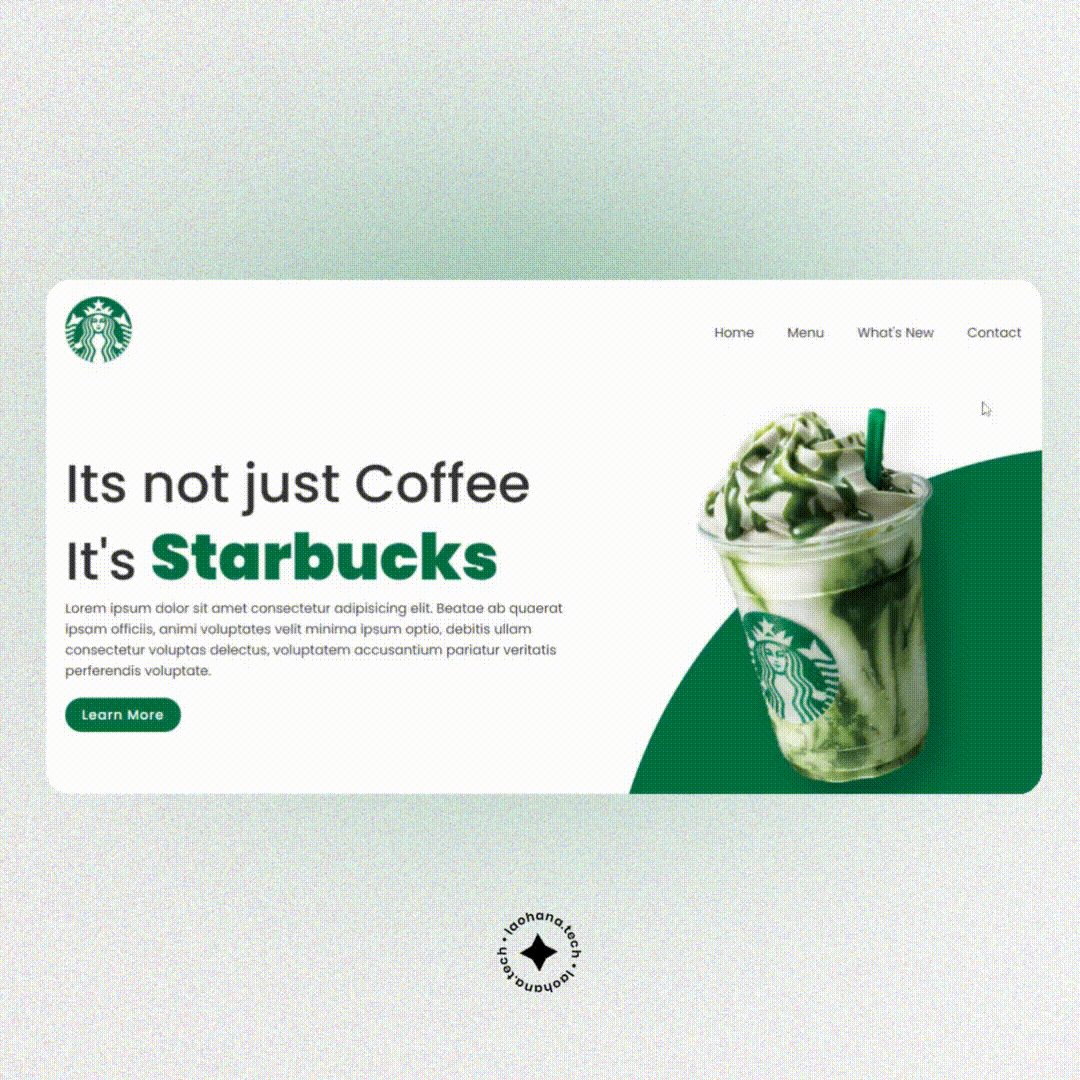 Home Menu What's New Contact
Its not just Coffee
It's Starbucks
Lorem ipsum dolor sit amet consectetur adipisicing elit. Beatae ab quaerat
ipsam officiis, animi voluptates velit minima ipsum optio, debitis ullam
consectetur voluptas delectus, voluptatem accusantium pariatur veritatis
perferendis voluptate.
Learn More
laohana.tech • laohana.tech •